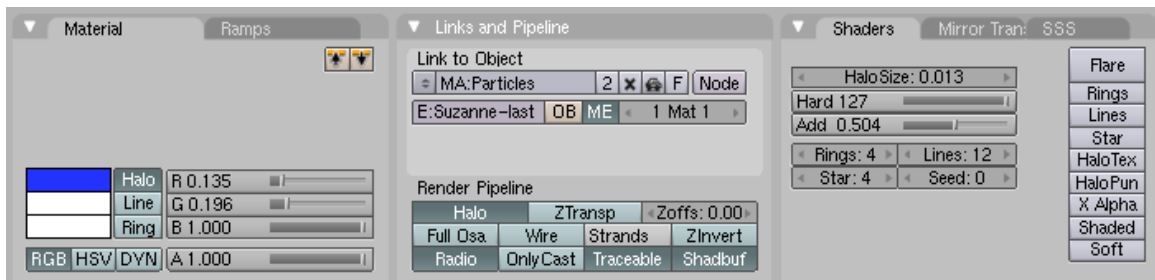 Material Ramps
Halo R 0.135
Line G 0.196
Ring B 1.000
RGB HSV DYN A 1.000
Links and Pipeline
Link to Object
MA:Particles 2 F Node
E:Suzanne-last OB ME 1 Mat 1
Render Pipeline
Halo ZTransp Zoffs: 0.00
Full Osa Wire Strands ZInvert
Radio OnlyCast Traceable Shadbuf
Shaders Mirror Tran: SSS
HaloSize: 0.013
Hard 127
Add 0.504
Rings: 4 Lines: 12
Star: 4 Seed: 0
Flare
Rings
Lines
Star
HaloTex
HaloPun
X Alpha
Shaded
Soft